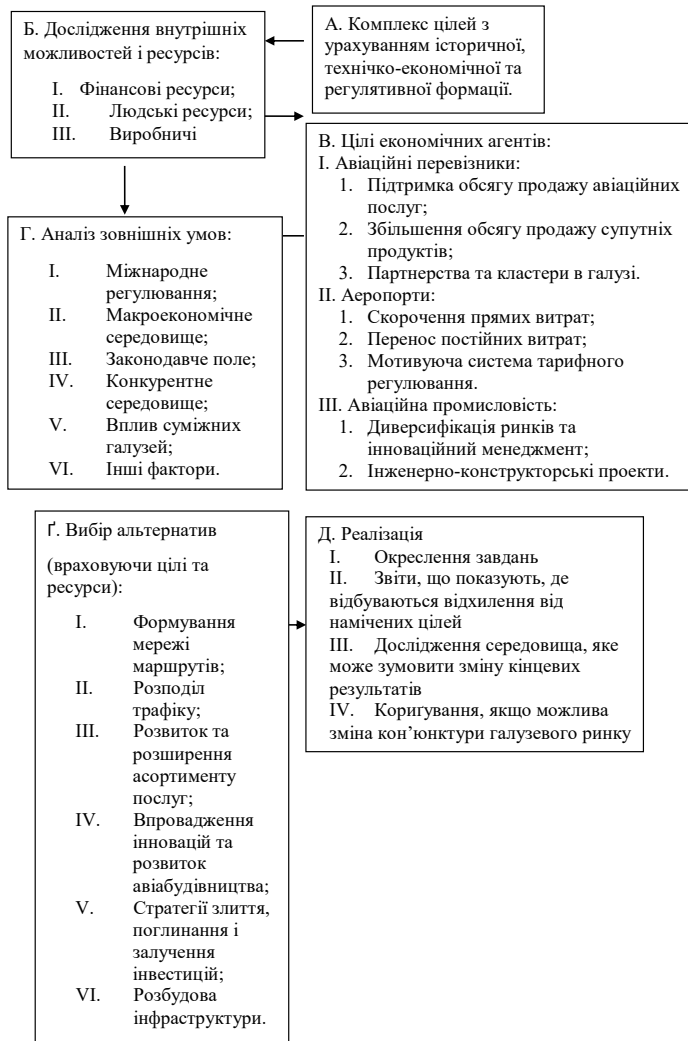 Б. Дослідження внутрішніх
можливостей і ресурсів:
I. Фінансові ресурси;
II. Людські ресурси;
III. Виробничі
А. Комплекс цілей з
урахуванням історичної,
технічко-економічної та
регулятивної формації.
В. Цілі економічних агентів:
I. Авіаційні перевізники:
1. Підтримка обсягу продажу авіаційних
послуг;
2. Збільшення обсягу продажу супутніх
продуктів;
3. Партнерства та кластери в галузі.
II. Аеропорти:
1. Скорочення прямих витрат;
2. Перенос постійних витрат;
3. Мотивуюча система тарифного
регулювання.
III. Авіаційна промисловість:
1. Диверсифікація ринків та
інноваційний менеджмент;
2. Інженерно-конструкторські проекти.
Г. Аналіз зовнішніх умов:
I. Міжнародне
регулювання;
II. Макроекономічне
середовище;
III. Законодавче поле;
IV. Конкурентне
середовище;
V. Вплив суміжних
галузей;
VI. Інші фактори.
Ґ. Вибір альтернатив
(враховуючи цілі та
ресурси):
I. Формування
мережі
маршрутів;
II. Розподіл
трафіку;
III. Розвиток та
розширення
асортименту
послуг;
IV. Впровадження
інновацій та
розвиток
авіабудівництва;
V. Стратегії злиття,
поглинання і
залучення
інвестицій;
VI. Розбудова
інфраструктури.
Д. Реалізація
I. Окреслення завдань
II. Звіти, що показують, де
відбуваються відхилення від
намічених цілей
III. Дослідження середовища, яке
може зумовити зміну кінцевих
результатів
IV. Кориґування, якщо можлива
зміна кон’юнктури галузевого ринку